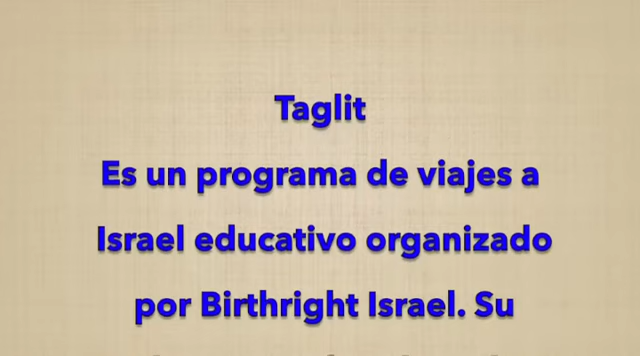 Taglit
Es un programa de viajes a
Israel educativo organizado
por Birthright Israel. Su